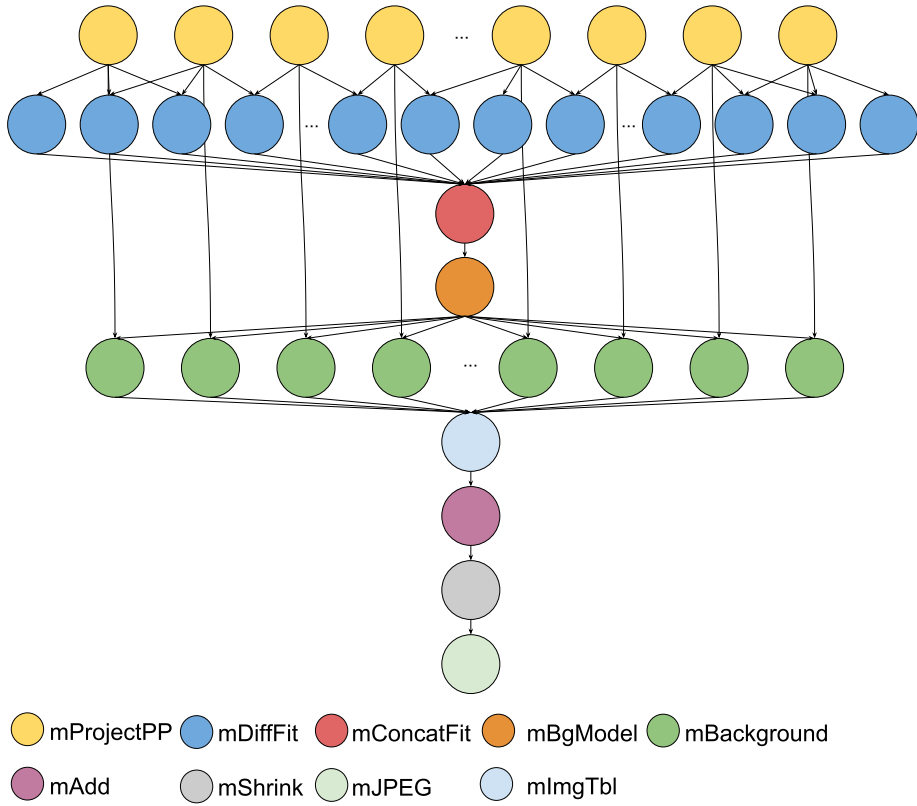 ...
... ...
...
mProjectPP mDiffFit mConcatFit mBgModel mBackground
mAdd mShrink mJPEG mImgTbl